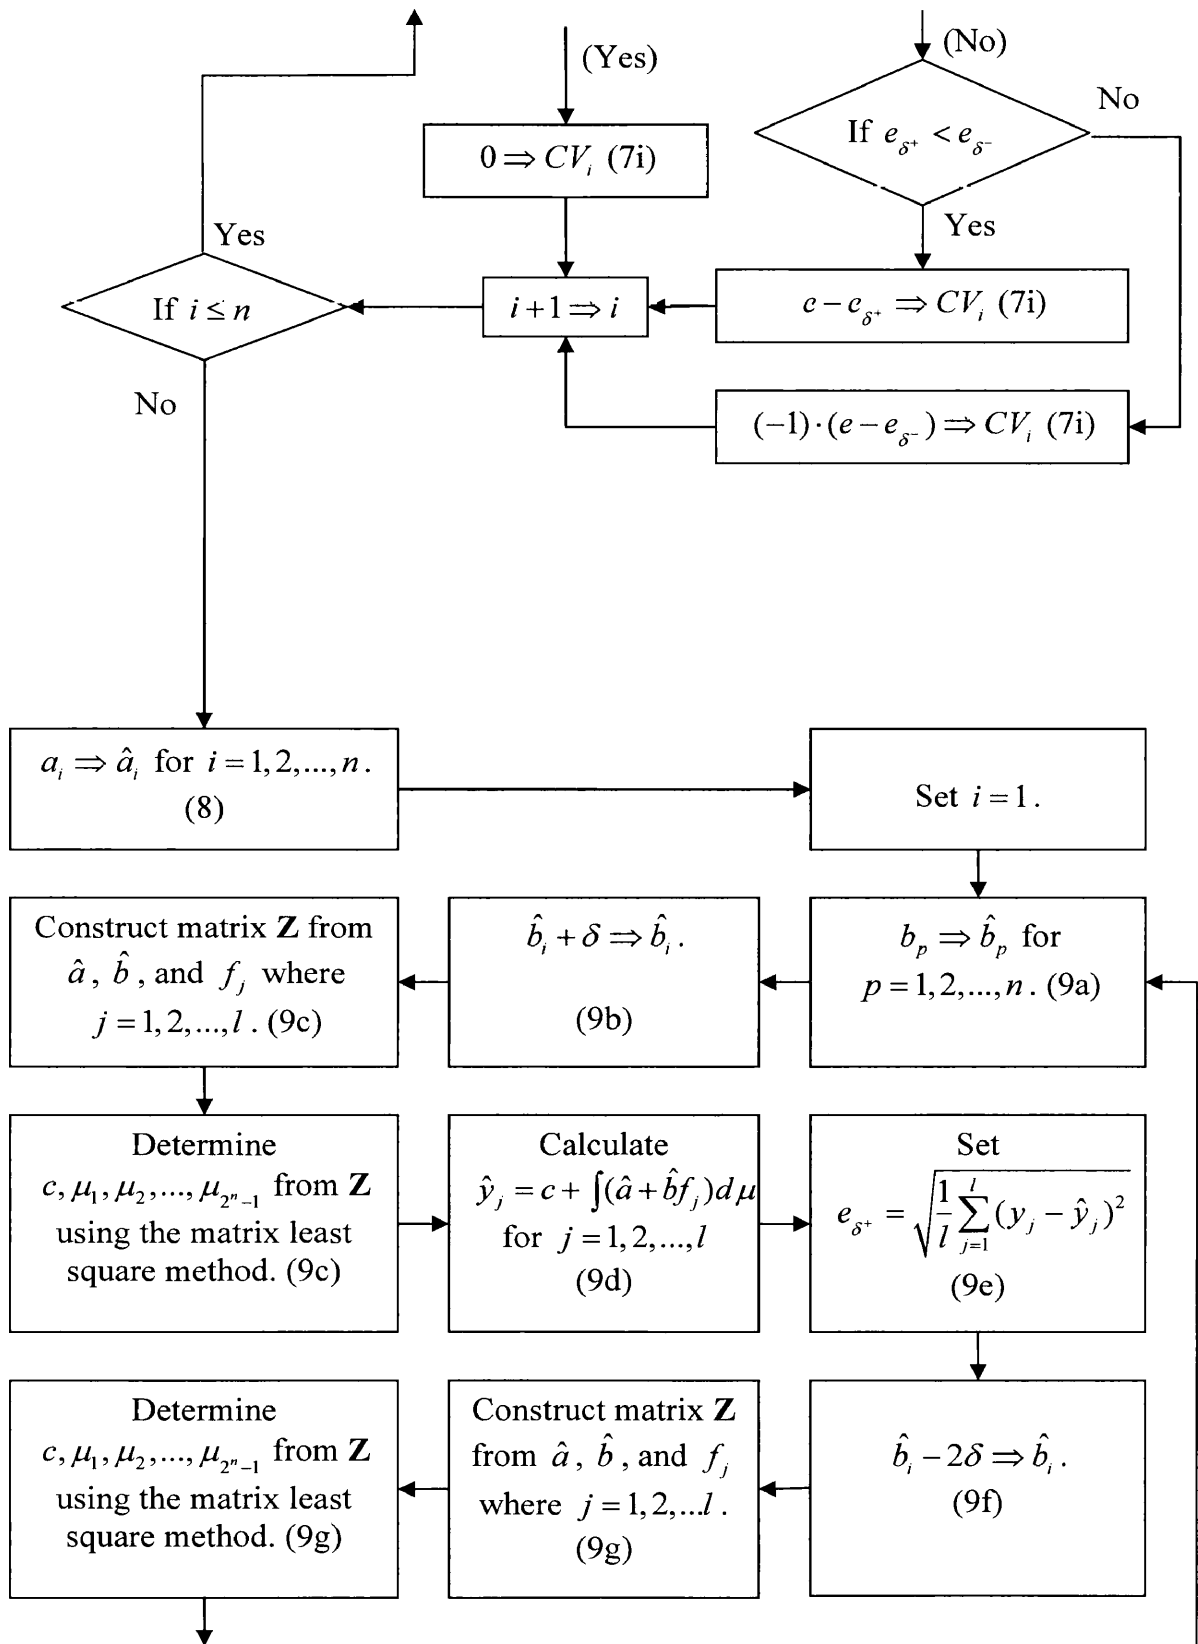 (Yes)
(No)
0 ⇒ CV_i (7i)
If e_{δ⁺} < e_{δ⁻}
No
Yes
Yes
If i ≤ n
i + 1 ⇒ i
e − e_{δ⁺} ⇒ CV_i (7i)
No
(−1)·(e − e_{δ⁻}) ⇒ CV_i (7i)
a_i ⇒ â_i for i = 1, 2, ..., n.
(8)
Set i = 1.
b_p ⇒ b̂_p for
p = 1, 2, ..., n. (9a)
b̂_i + δ ⇒ b̂_i.
(9b)
Construct matrix Z from
â, b̂, and f_j where
j = 1, 2, ..., l. (9c)
Determine
c, μ_1, μ_2, ..., μ_{2^n−1} from Z
using the matrix least
square method. (9c)
Calculate
ŷ_j = c + ∫(â + b̂f_j)dμ
for j = 1, 2, ..., l
(9d)
Set
e_{δ⁺} = √(1/l ∑_{j=1}^{l} (y_j − ŷ_j)²)
(9e)
b̂_i − 2δ ⇒ b̂_i.
(9f)
Construct matrix Z
from â, b̂, and f_j
where j = 1, 2, ...l.
(9g)
Determine
c, μ_1, μ_2, ..., μ_{2^n−1} from Z
using the matrix least
square method. (9g)